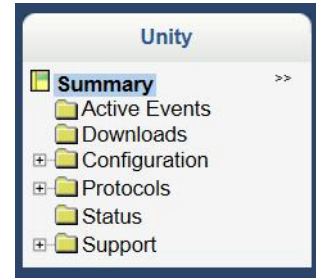 Unity
Summary >>
Active Events
Downloads
Configuration
Protocols
Status
Support